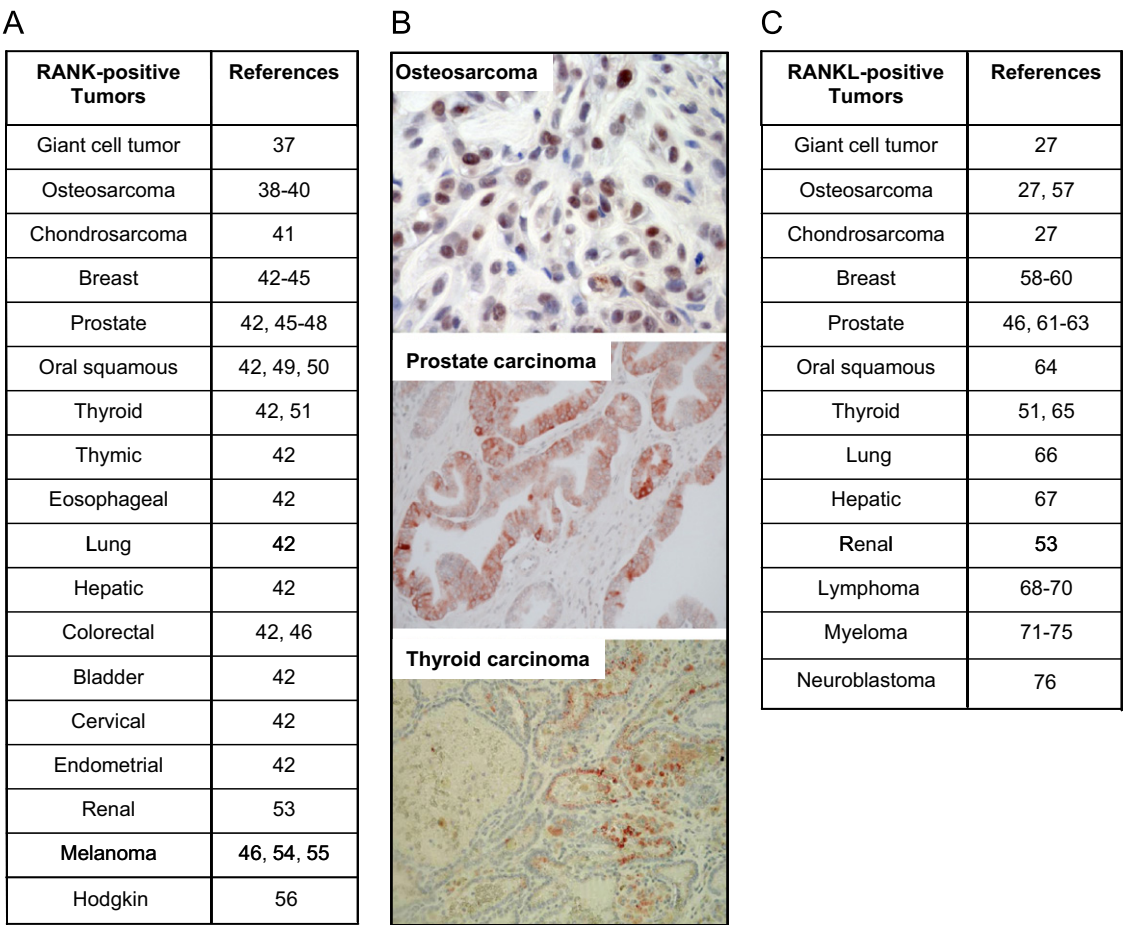 A
RANK-positive Tumors References
Giant cell tumor 37
Osteosarcoma 38-40
Chondrosarcoma 41
Breast 42-45
Prostate 42, 45-48
Oral squamous 42, 49, 50
Thyroid 42, 51
Thymic 42
Eosophageal 42
Lung 42
Hepatic 42
Colorectal 42, 46
Bladder 42
Cervical 42
Endometrial 42
Renal 53
Melanoma 46, 54, 55
Hodgkin 56
B
Osteosarcoma
Prostate carcinoma
Thyroid carcinoma
C
RANKL-positive Tumors References
Giant cell tumor 27
Osteosarcoma 27, 57
Chondrosarcoma 27
Breast 58-60
Prostate 46, 61-63
Oral squamous 64
Thyroid 51, 65
Lung 66
Hepatic 67
Renal 53
Lymphoma 68-70
Myeloma 71-75
Neuroblastoma 76